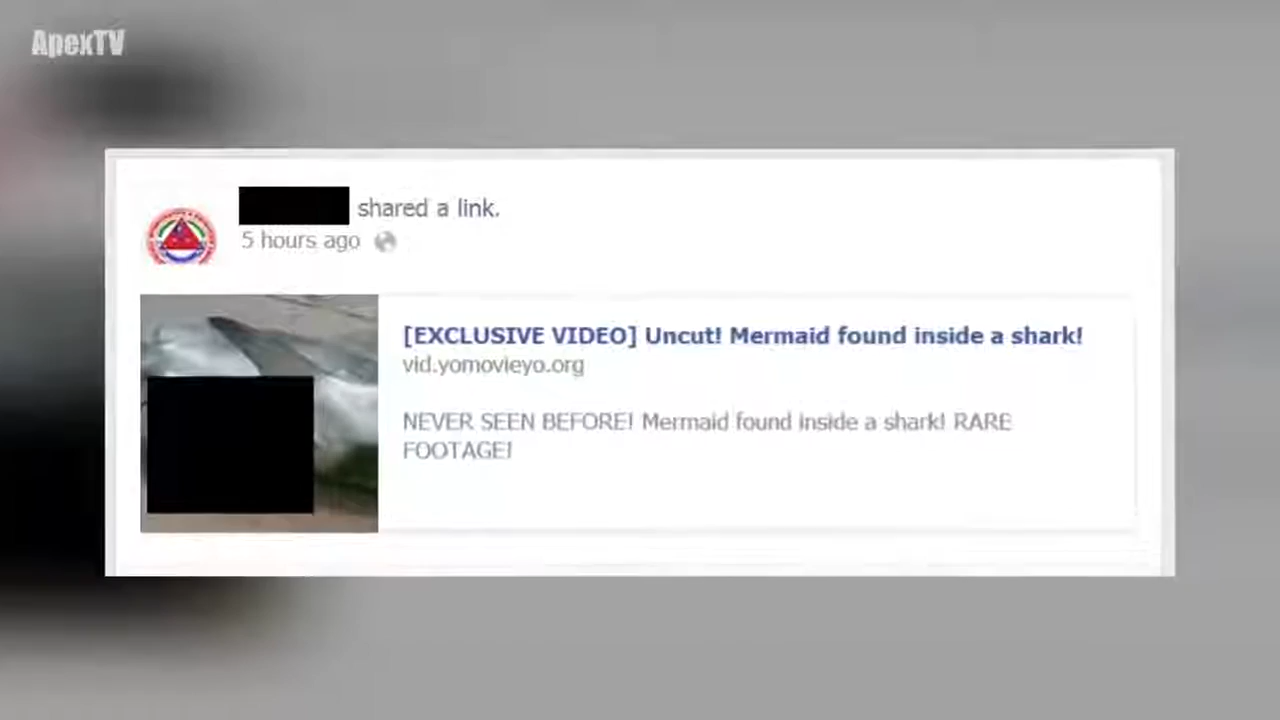 ApexTV
shared a link.
5 hours ago
[EXCLUSIVE VIDEO] Uncut! Mermaid found inside a shark!
vid.yomovieyo.org
NEVER SEEN BEFORE! Mermaid found inside a shark! RARE
FOOTAGE!